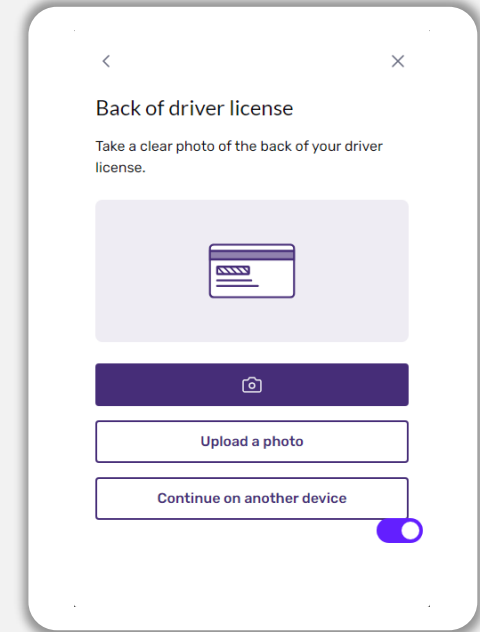 Back of driver license
Take a clear photo of the back of your driver
license.
Upload a photo
Continue on another device